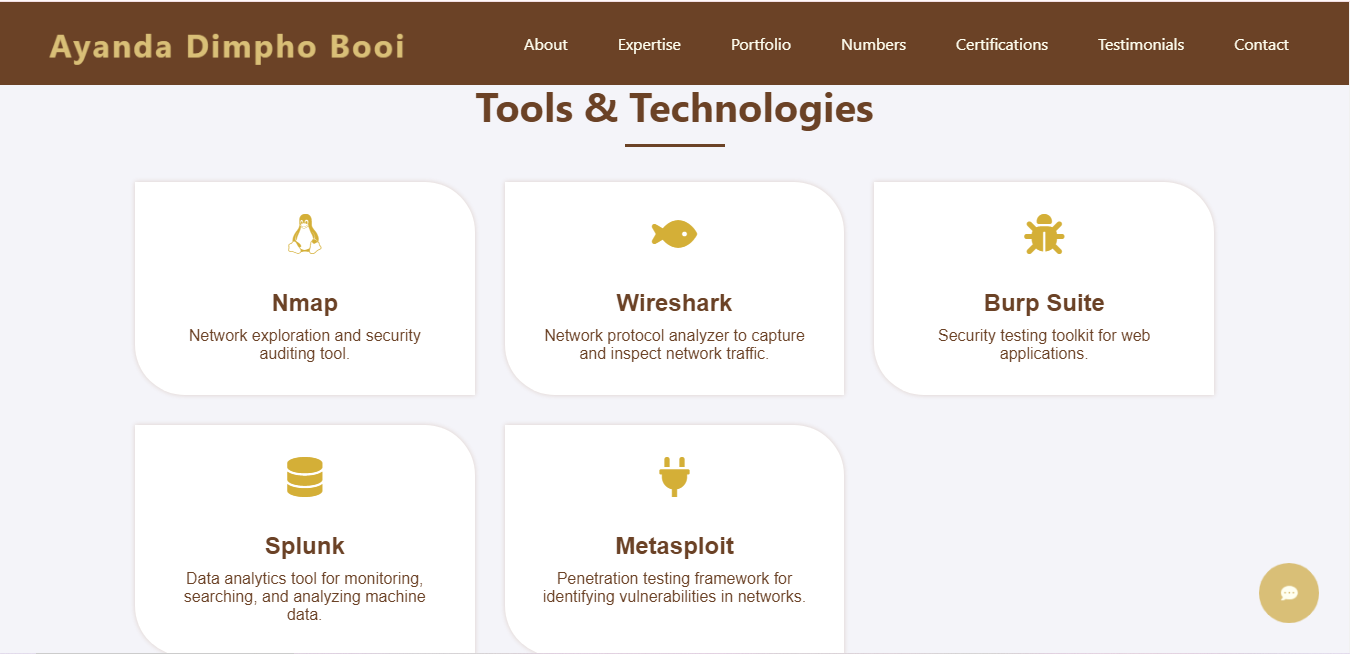 Ayanda Dimpho Booi
About
Expertise
Portfolio
Numbers
Certifications
Testimonials
Contact
Tools & Technologies
Nmap
Network exploration and security
auditing tool.
Wireshark
Network protocol analyzer to capture
and inspect network traffic.
Burp Suite
Security testing toolkit for web
applications.
Splunk
Data analytics tool for monitoring,
searching, and analyzing machine
data.
Metasploit
Penetration testing framework for
identifying vulnerabilities in networks.